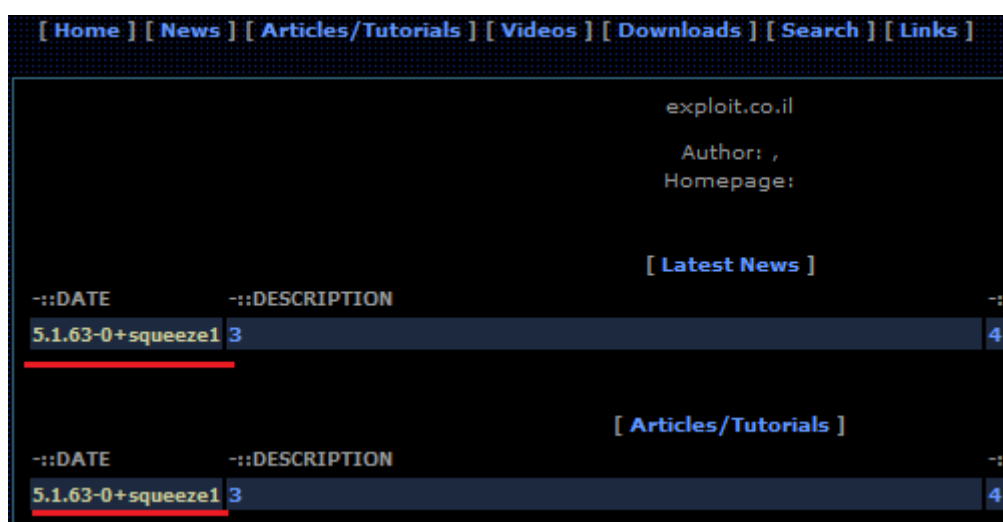 [ Home ] [ News ] [ Articles/Tutorials ] [ Videos ] [ Downloads ] [ Search ] [ Links ]
exploit.co.il
Author: ,
Homepage:
[ Latest News ]
-::DATE -::DESCRIPTION -:
5.1.63-0+squeeze1 3 4
[ Articles/Tutorials ]
-::DATE -::DESCRIPTION -:
5.1.63-0+squeeze1 3 4